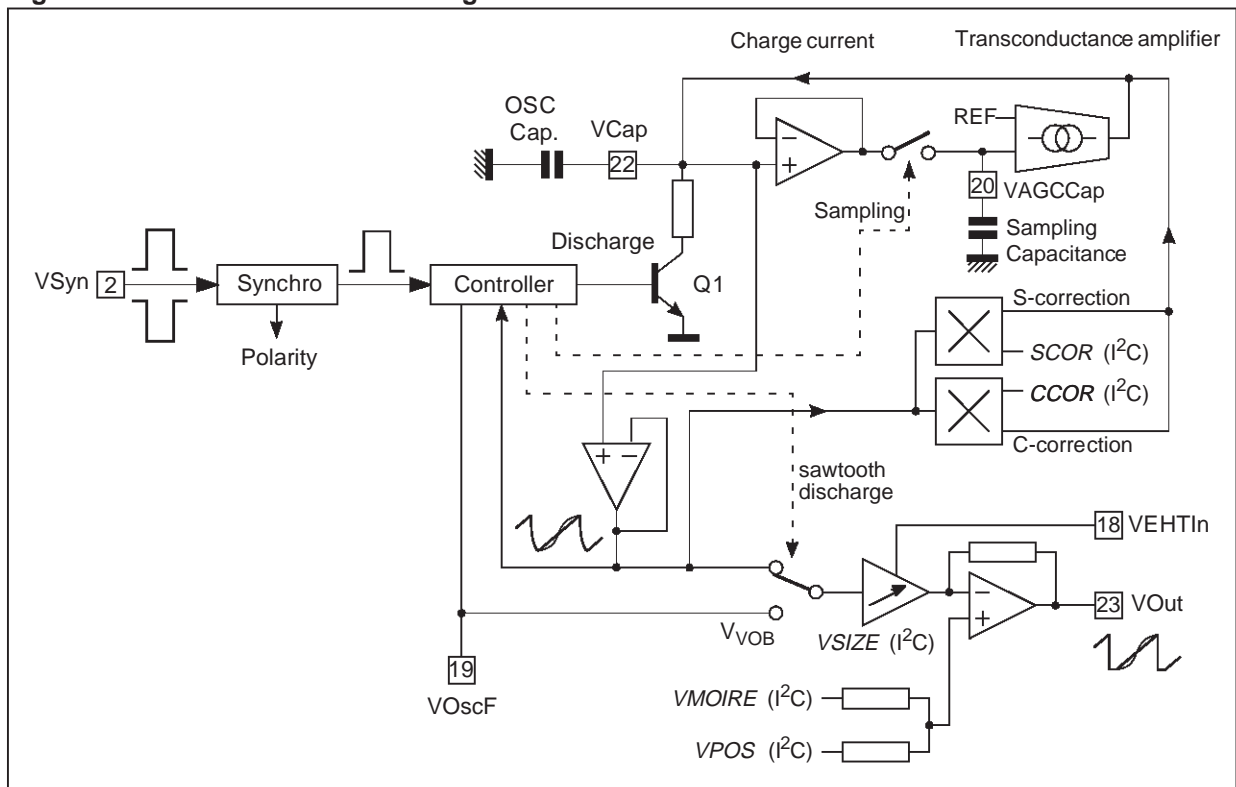 Charge current
Transconductance amplifier
OSC
Cap.
VCap
22
REF
−
+
20
VAGCCap
Sampling
Sampling
Capacitance
Discharge
VSyn
2
Synchro
Controller
Q1
Polarity
S-correction
SCOR (I²C)
CCOR (I²C)
C-correction
+ −
sawtooth
discharge
18
VEHTIn
−
+
23
VOut
V_VOB
VSIZE (I²C)
19
VOscF
VMOIRE (I²C)
VPOS (I²C)